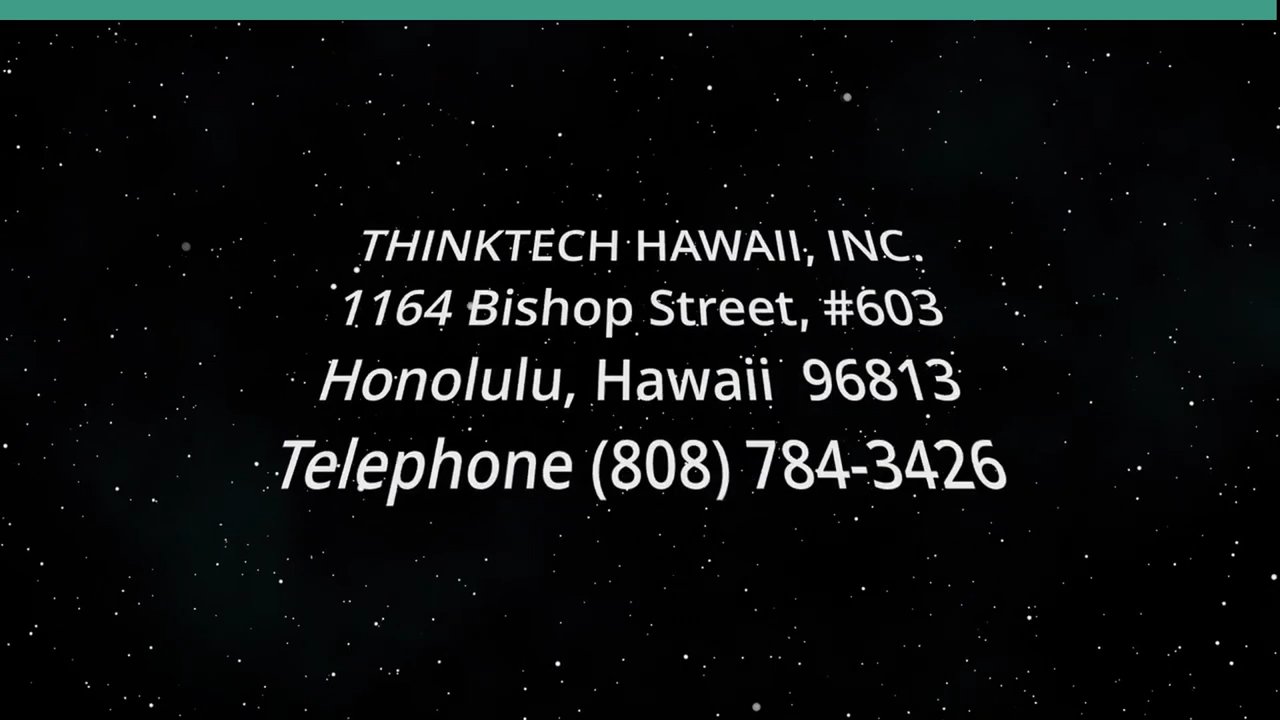 THINKTECH HAWAII, INC.
1164 Bishop Street, #603
Honolulu, Hawaii 96813
Telephone (808) 784-3426